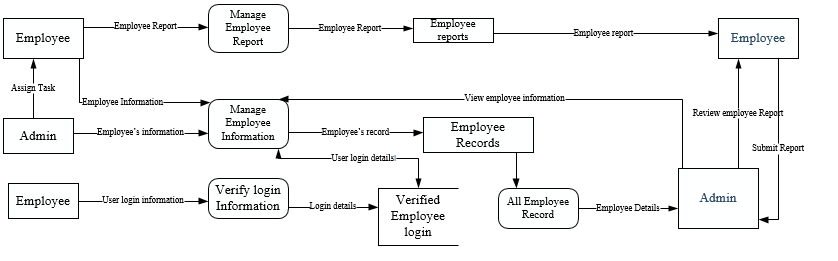 Employee
Employee Report
Manage
Employee
Report
Employee Report
Employee
reports
Employee report
Employee
Assign Task
Employee Information
View employee information
Review employee Report
Admin
Employee's information
Manage
Employee
Information
Employee's record
Employee
Records
Submit Report
User login details
Employee
User login information
Verify login
Information
Login details
Verified
Employee
login
All Employee
Record
Employee Details
Admin